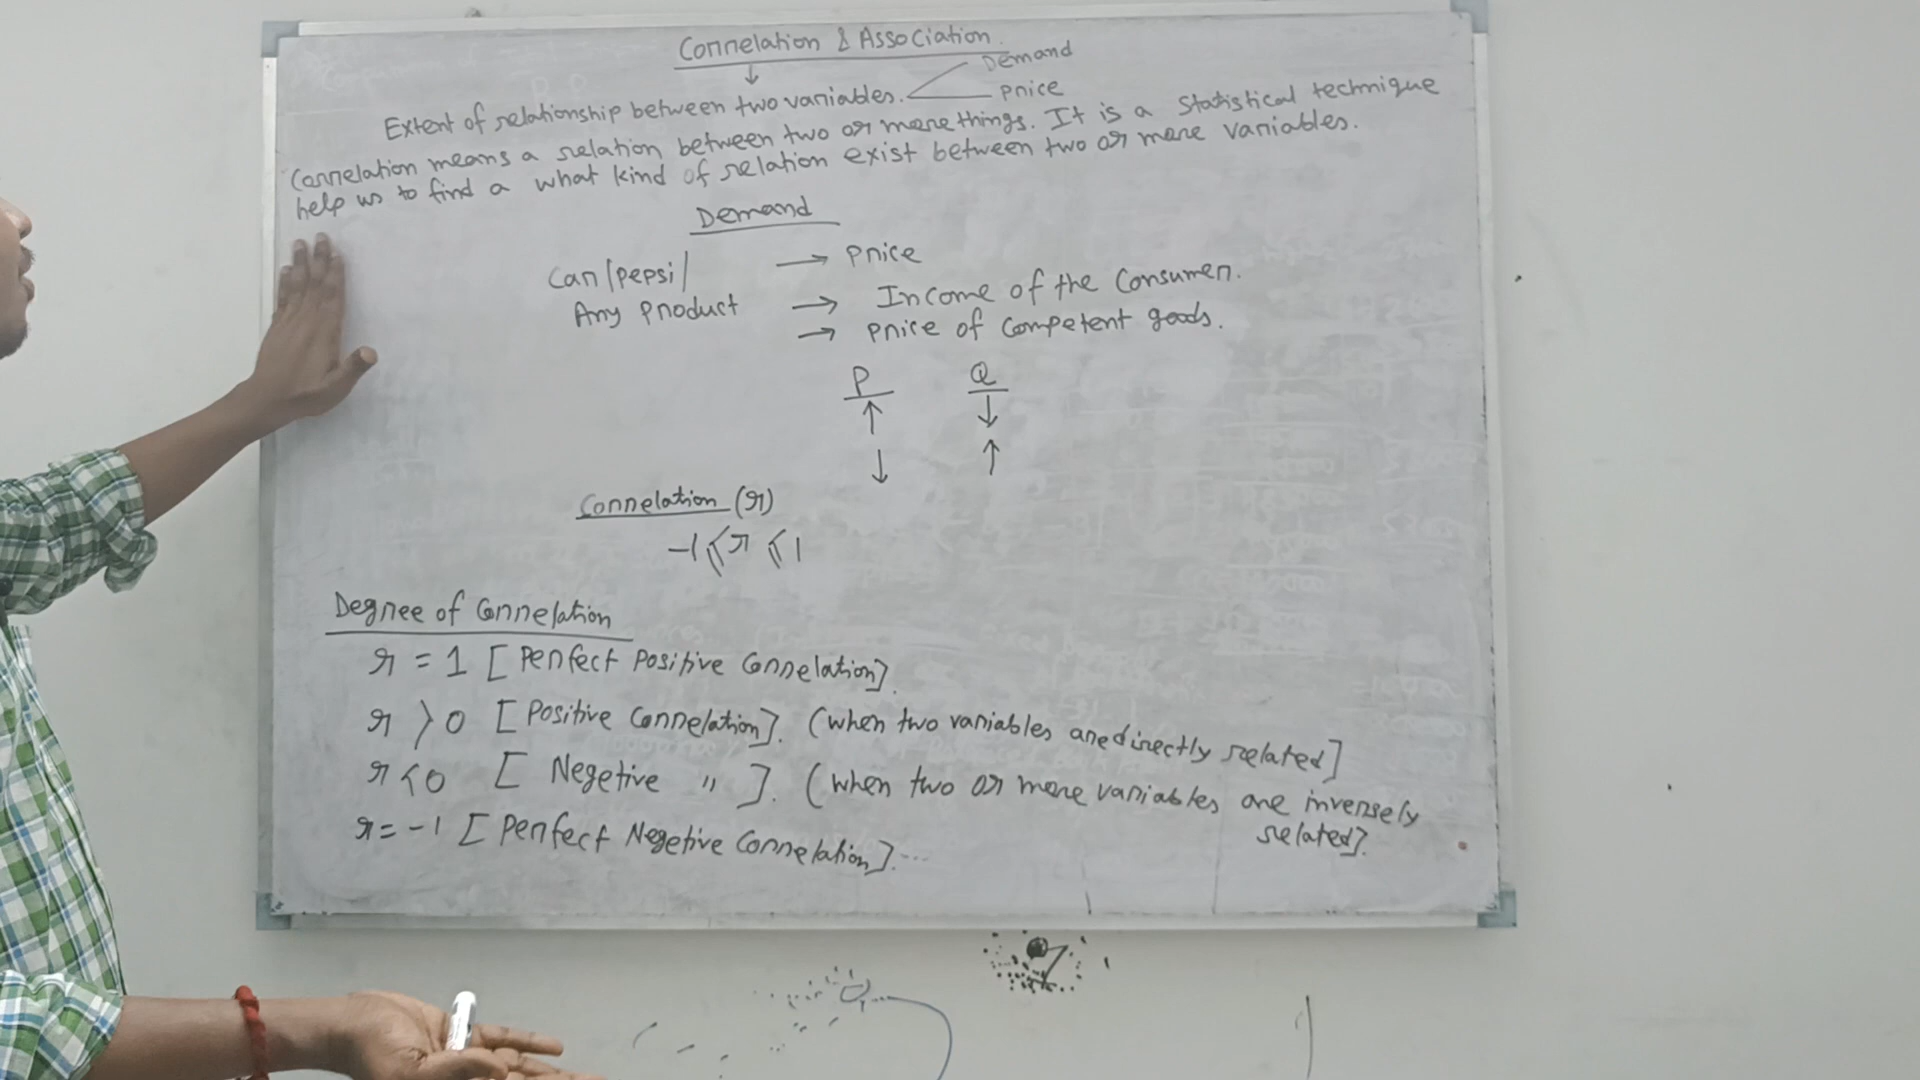 Correlation & Association
Demand
Extent of relationship between two variables.
price
Correlation means a relation between two or more things. It is a statistical technique
help us to find a what kind of relation exist between two or more variables.
Demand
Can/pepsi/ → price
Any product → Income of the Consumer.
→ price of Competent goods.
P Q
↑ ↓
↓ ↑
Correlation (r)
-1 ⩽ r ⩽ 1
Degree of Correlation
r = 1 [Perfect Positive Correlation].
r > 0 [Positive Correlation]. (when two variables are directly related]
r < 0 [Negetive "]. (when two or more variables are inversely
related].
r = -1 [Perfect Negetive Correlation]...